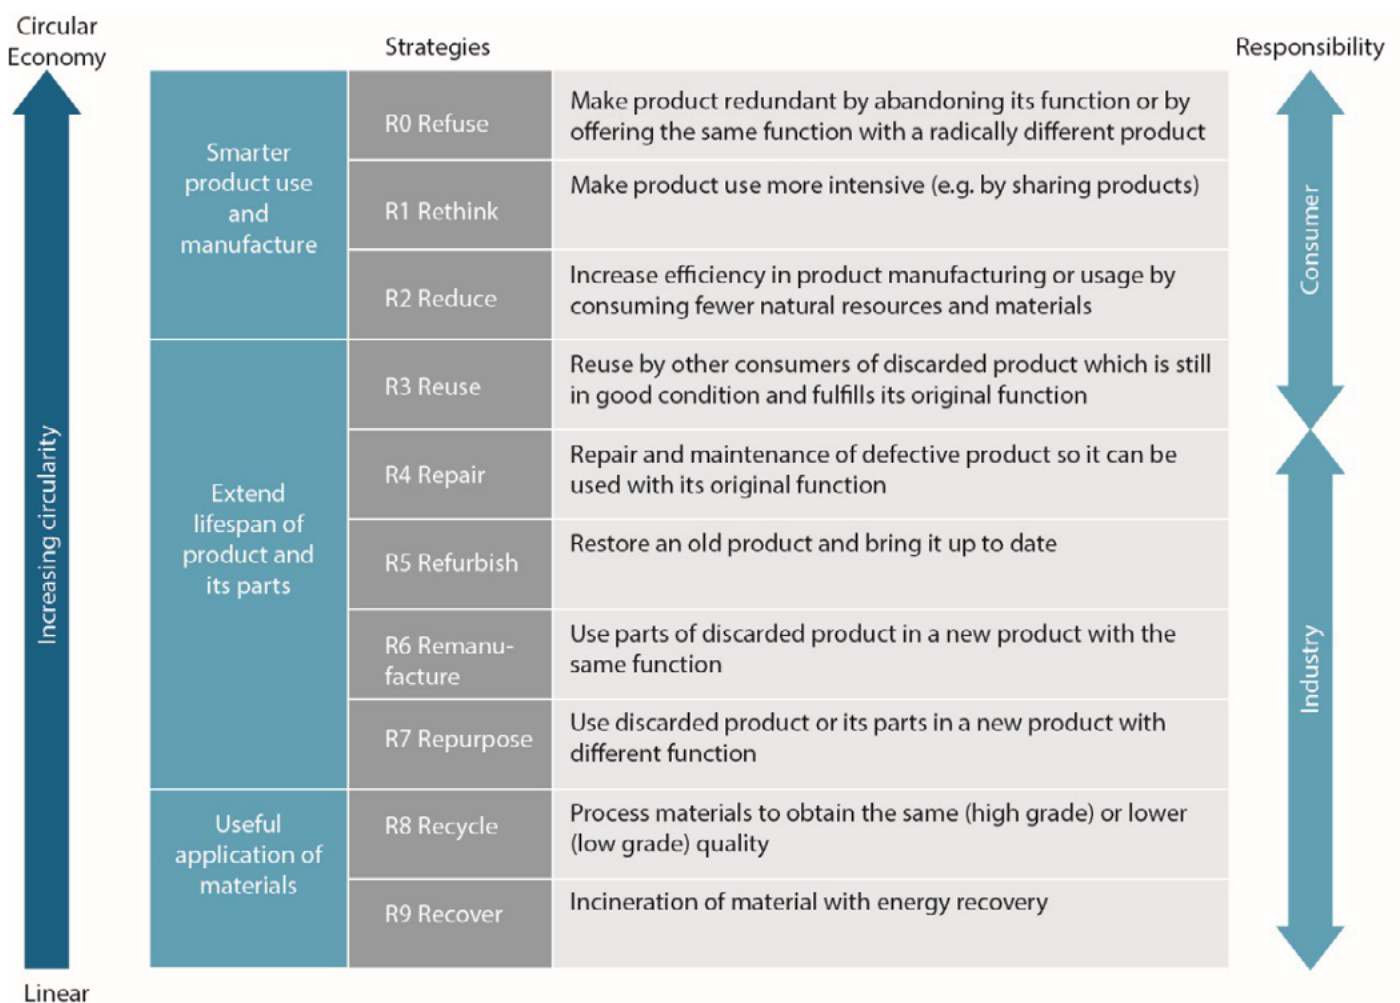 Circular
Economy
Strategies
Responsibility
Smarter
product use
and
manufacture
R0 Refuse
Make product redundant by abandoning its function or by
offering the same function with a radically different product
R1 Rethink
Make product use more intensive (e.g. by sharing products)
R2 Reduce
Increase efficiency in product manufacturing or usage by
consuming fewer natural resources and materials
Consumer
Increasing circularity
Extend
lifespan of
product and
its parts
R3 Reuse
Reuse by other consumers of discarded product which is still
in good condition and fulfills its original function
R4 Repair
Repair and maintenance of defective product so it can be
used with its original function
R5 Refurbish
Restore an old product and bring it up to date
R6 Remanu-
facture
Use parts of discarded product in a new product with the
same function
R7 Repurpose
Use discarded product or its parts in a new product with
different function
Industry
Useful
application of
materials
R8 Recycle
Process materials to obtain the same (high grade) or lower
(low grade) quality
R9 Recover
Incineration of material with energy recovery
Linear